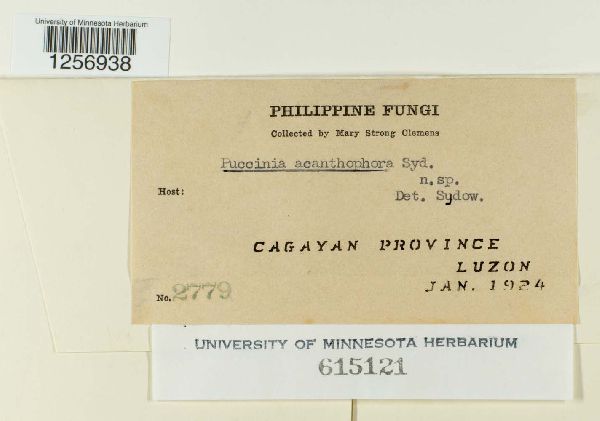 University of Minnesota Herbarium
1256938
PHILIPPINE FUNGI
Collected by Mary Strong Clemens
Puccinia acanthophora Syd.
n.sp.
Host:
Det. Sydow.
CAGAYAN PROVINCE
LUZON
JAN. 1924
No. 2779
UNIVERSITY OF MINNESOTA HERBARIUM
615121